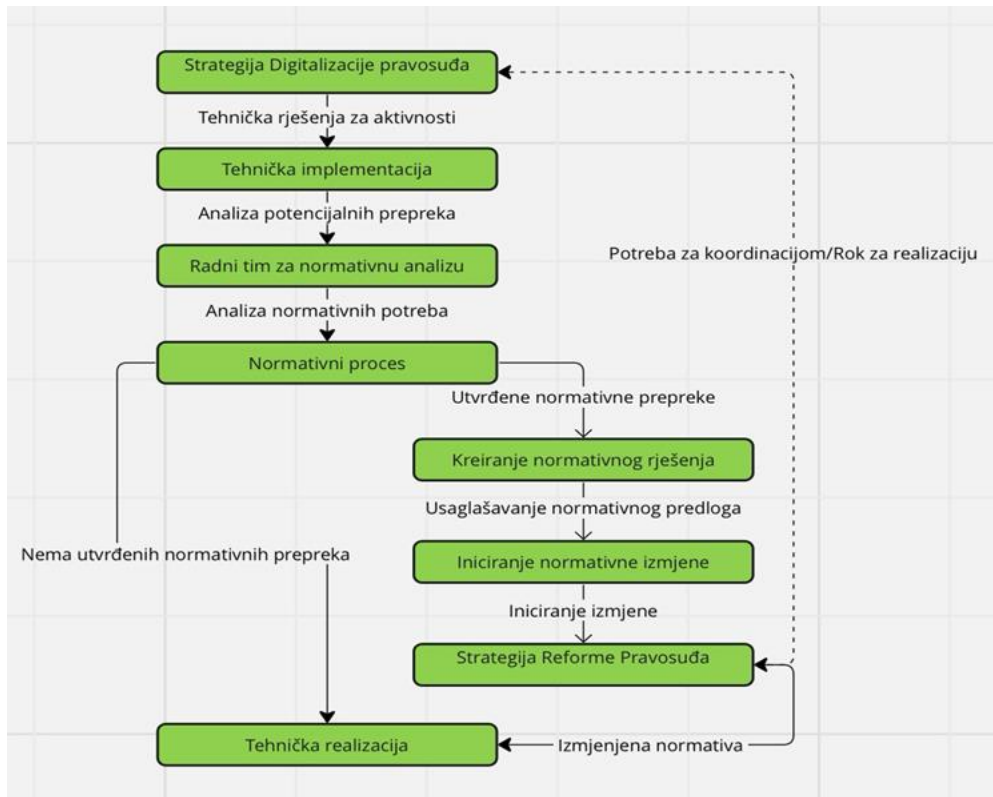 Strategija Digitalizacije pravosuđa
Tehnička rješenja za aktivnosti
Tehnička implementacija
Analiza potencijalnih prepreka
Potreba za koordinacijom/Rok za realizaciju
Radni tim za normativnu analizu
Analiza normativnih potreba
Normativni proces
Utvrđene normativne prepreke
Kreiranje normativnog rješenja
Usaglašavanje normativnog predloga
Nema utvrđenih normativnih prepreka
Iniciranje normativne izmjene
Iniciranje izmjene
Strategija Reforme Pravosuđa
Tehnička realizacija
Izmjenjena normativa